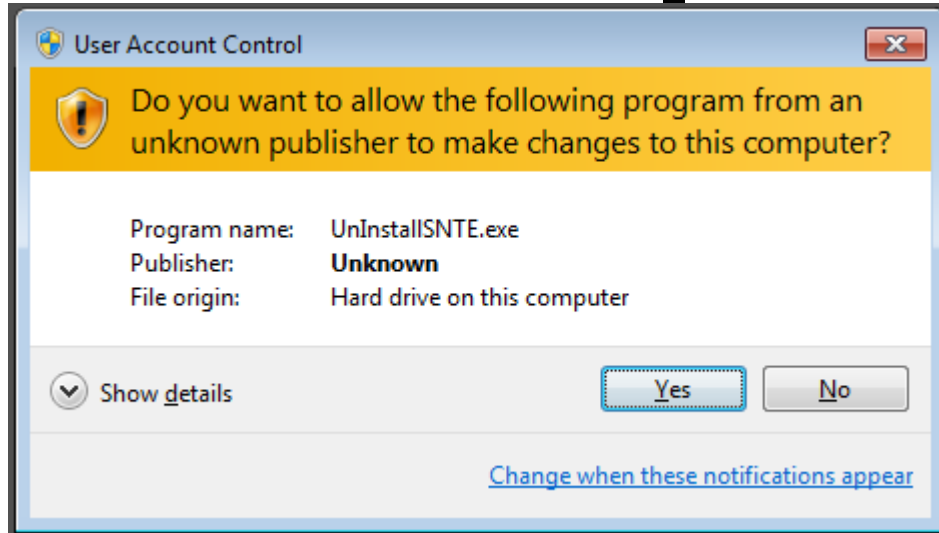 User Account Control
Do you want to allow the following program from an
unknown publisher to make changes to this computer?
Program name: UnInstallSNTE.exe
Publisher: Unknown
File origin: Hard drive on this computer
Show details
Yes
No
Change when these notifications appear